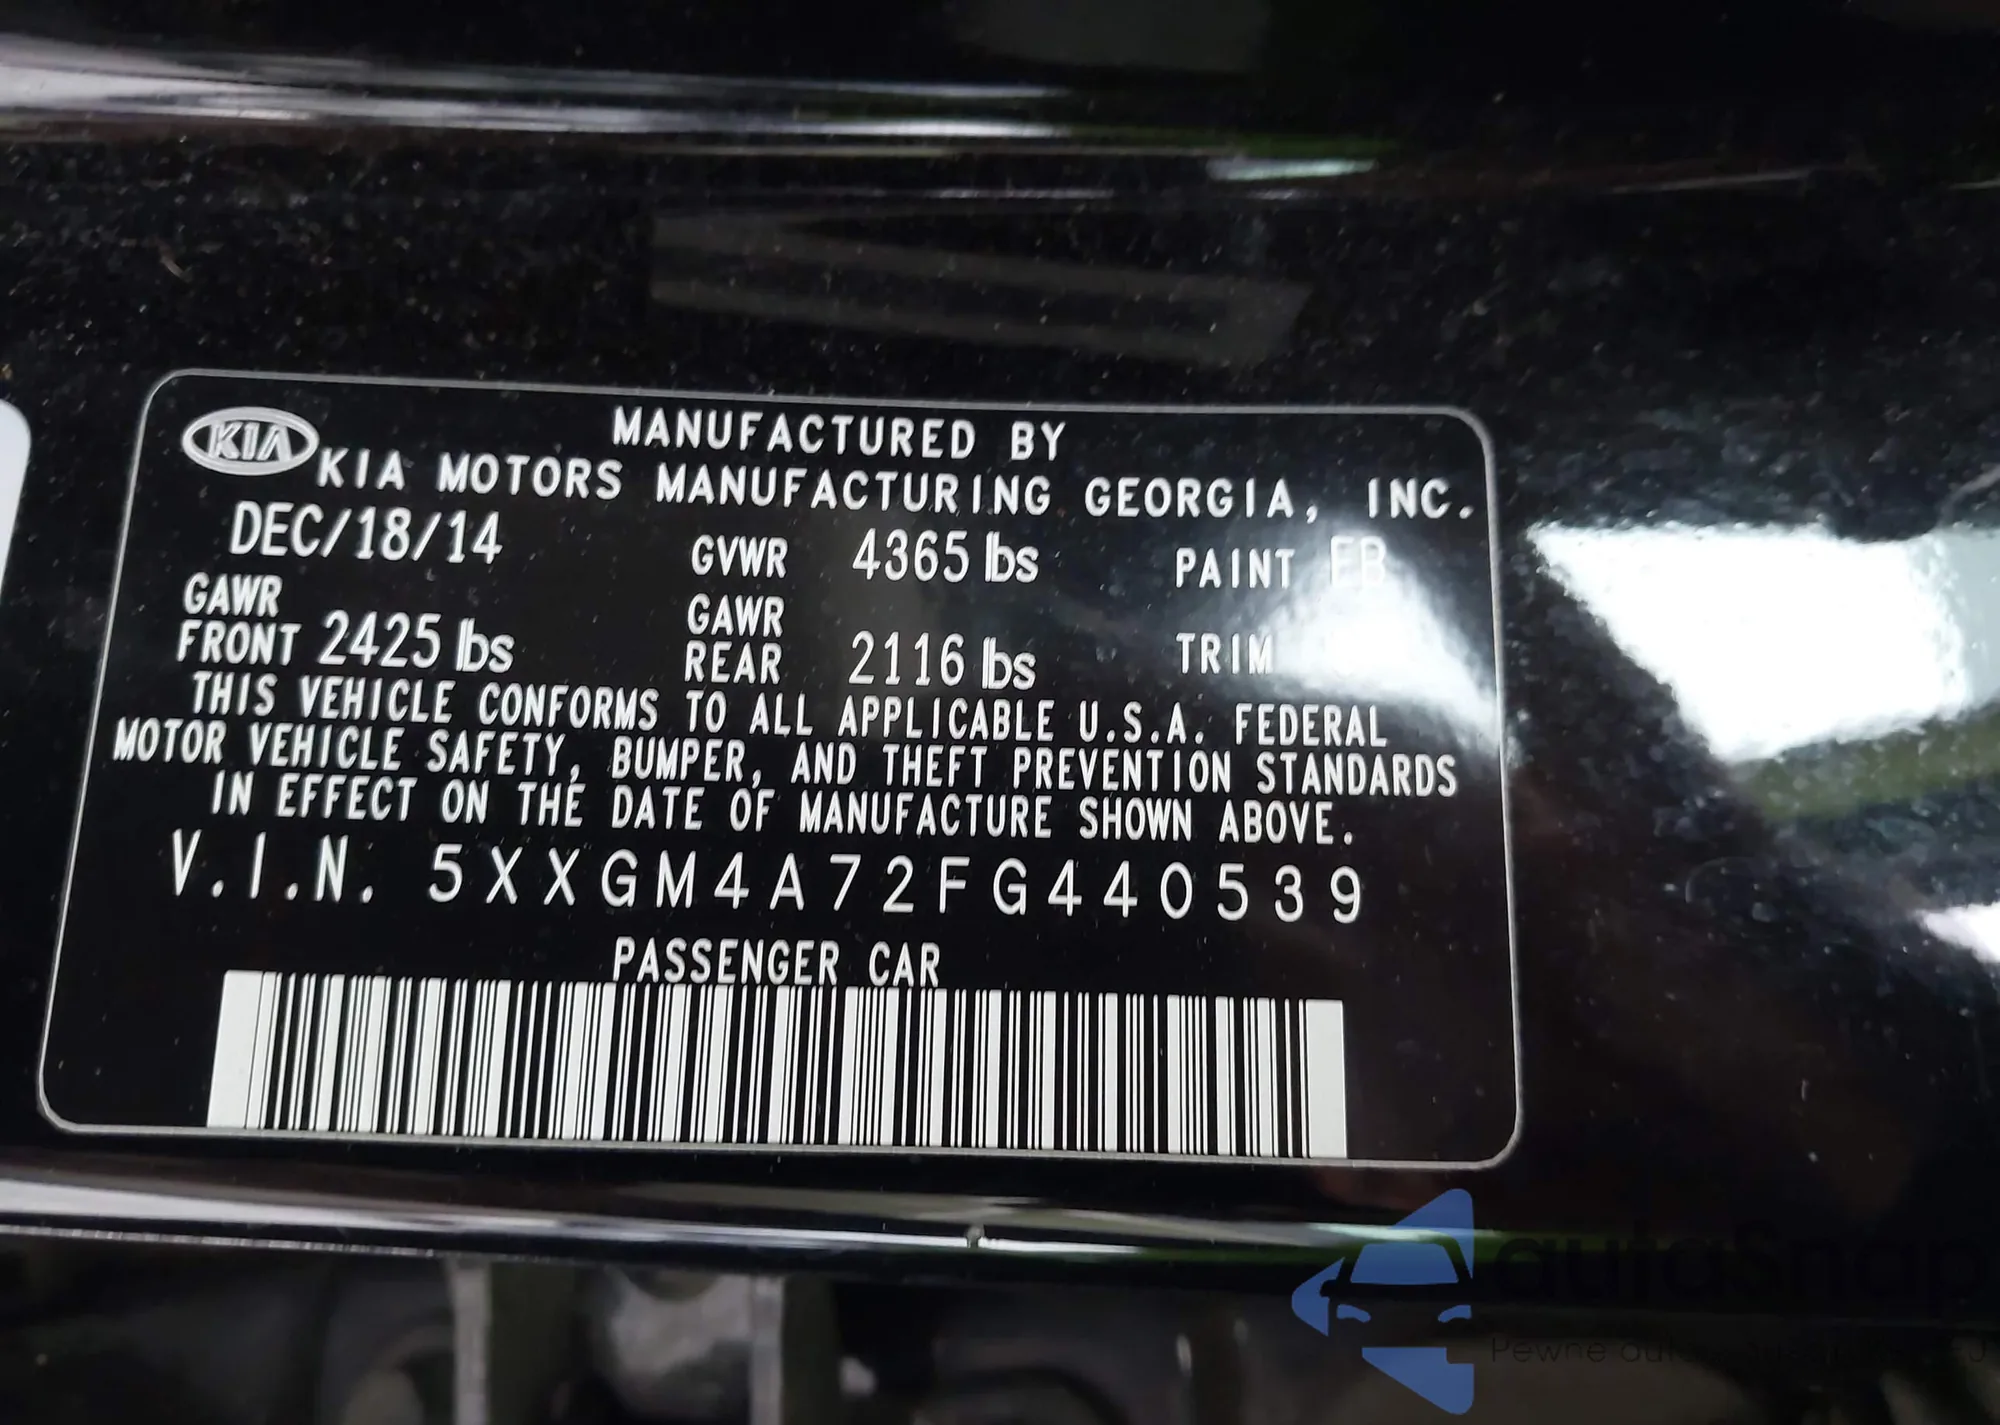 KIA
MANUFACTURED BY
KIA MOTORS MANUFACTURING GEORGIA, INC.
DEC/18/14 GVWR 4365 lbs PAINT EB
GAWR FRONT 2425 lbs GAWR REAR 2116 lbs TRIM
THIS VEHICLE CONFORMS TO ALL APPLICABLE U.S.A. FEDERAL
MOTOR VEHICLE SAFETY, BUMPER, AND THEFT PREVENTION STANDARDS
IN EFFECT ON THE DATE OF MANUFACTURE SHOWN ABOVE.
V.I.N. 5XXGM4A72FG440539
PASSENGER CAR
Pewne